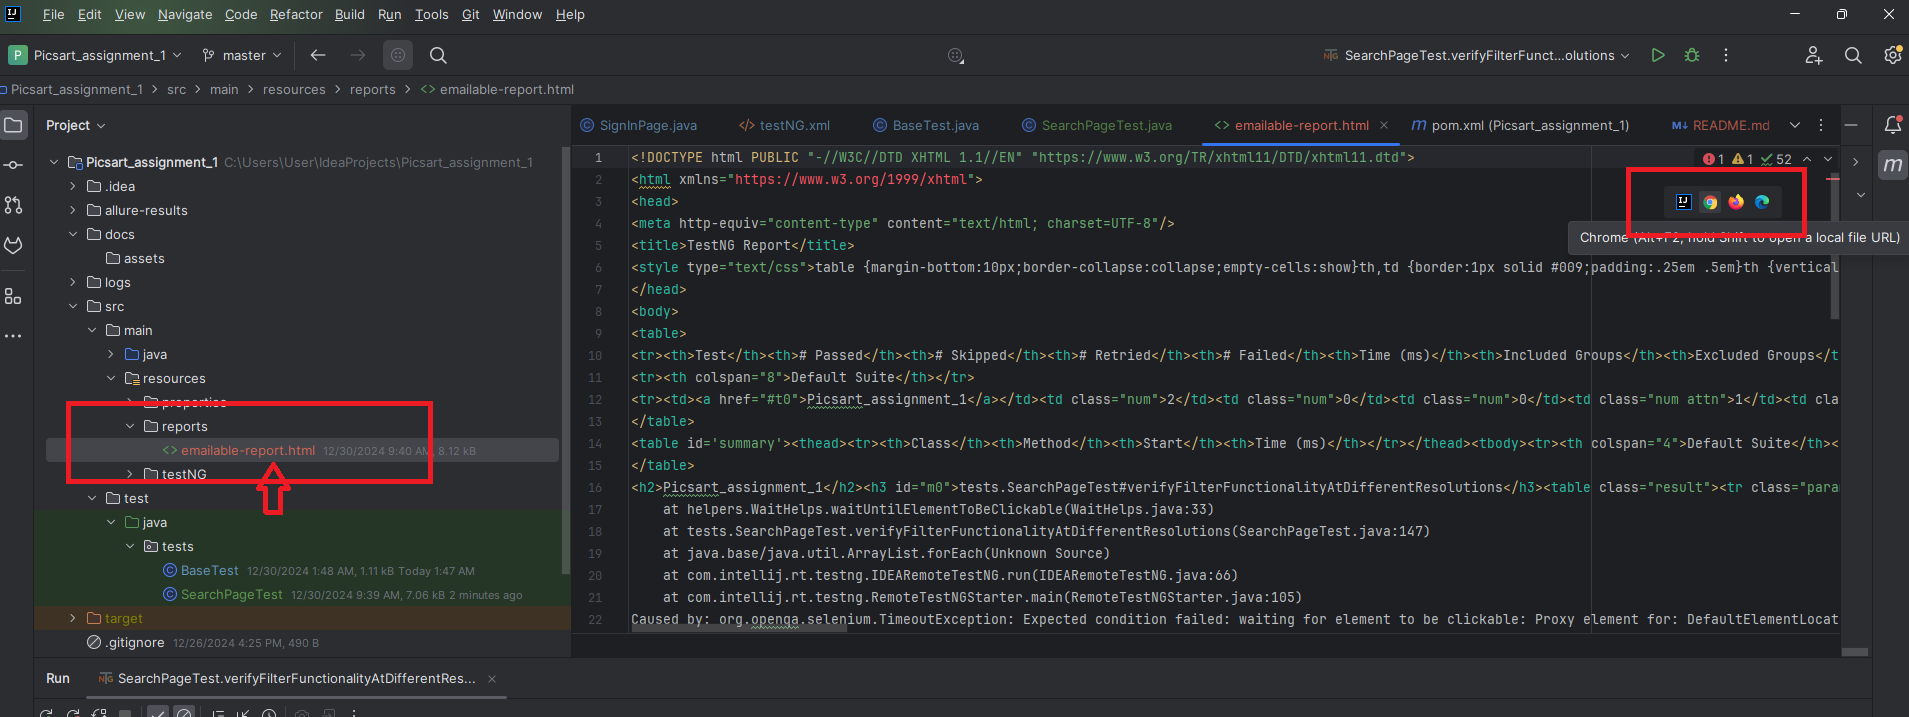 File Edit View Navigate Code Refactor Build Run Tools Git Window Help
P Picsart_assignment_1 master SearchPageTest.verifyFilterFunct...olutions
Picsart_assignment_1 > src > main > resources > reports > <> emailable-report.html
Project
SignInPage.java testNG.xml BaseTest.java SearchPageTest.java emailable-report.html pom.xml (Picsart_assignment_1) README.md
Picsart_assignment_1 C:\Users\User\IdeaProjects\Picsart_assignment_1
.idea
allure-results
docs
assets
logs
src
main
java
resources
properties
reports
emailable-report.html 12/30/2024 9:40 AM, 8.12 kB
testNG
test
java
tests
BaseTest 12/30/2024 1:48 AM, 1.11 kB Today 1:47 AM
SearchPageTest 12/30/2024 9:39 AM, 7.06 kB 2 minutes ago
target
.gitignore 12/26/2024 4:25 PM, 490 B
1 <!DOCTYPE html PUBLIC "-//W3C//DTD XHTML 1.1//EN" "https://www.w3.org/TR/xhtml11/DTD/xhtml11.dtd">
1 1 52
2 <html xmlns="https://www.w3.org/1999/xhtml">
3 <head>
4 <meta http-equiv="content-type" content="text/html; charset=UTF-8"/>
Chrome (Alt+F2, hold Shift to open a local file URL)
5 <title>TestNG Report</title>
6 <style type="text/css">table {margin-bottom:10px;border-collapse:collapse;empty-cells:show}th,td {border:1px solid #009;padding:.25em .5em}th {vertical
7 </head>
8 <body>
9 <table>
10 <tr><th>Test</th><th># Passed</th><th># Skipped</th><th># Retried</th><th># Failed</th><th>Time (ms)</th><th>Included Groups</th><th>Excluded Groups</t
11 <tr><th colspan="8">Default Suite</th></tr>
12 <tr><td><a href="#t0">Picsart_assignment_1</a></td><td class="num">2</td><td class="num">0</td><td class="num">0</td><td class="num attn">1</td><td cla
13 </table>
14 <table id='summary'><thead><tr><th>Class</th><th>Method</th><th>Start</th><th>Time (ms)</th></tr></thead><tbody><tr><th colspan="4">Default Suite</th><
15 </table>
16 <h2>Picsart_assignment_1</h2><h3 id="m0">tests.SearchPageTest#verifyFilterFunctionalityAtDifferentResolutions</h3><table class="result"><tr class="para
17 at helpers.WaitHelps.waitUntilElementToBeClickable(WaitHelps.java:33)
18 at tests.SearchPageTest.verifyFilterFunctionalityAtDifferentResolutions(SearchPageTest.java:147)
19 at java.base/java.util.ArrayList.forEach(Unknown Source)
20 at com.intellij.rt.testng.IDEARemoteTestNG.run(IDEARemoteTestNG.java:66)
21 at com.intellij.rt.testng.RemoteTestNGStarter.main(RemoteTestNGStarter.java:105)
22 Caused by: org.openqa.selenium.TimeoutException: Expected condition failed: waiting for element to be clickable: Proxy element for: DefaultElementLocat
Run SearchPageTest.verifyFilterFunctionalityAtDifferentRes...